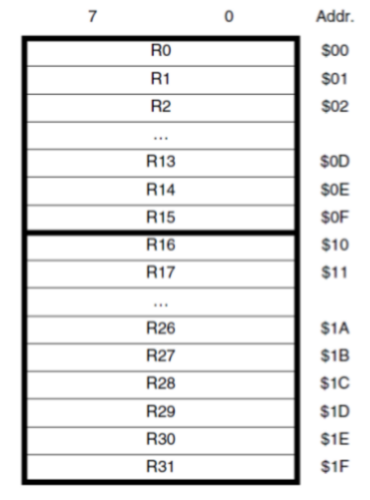 7 0 Addr.
R0 $00
R1 $01
R2 $02
...
R13 $0D
R14 $0E
R15 $0F
R16 $10
R17 $11
...
R26 $1A
R27 $1B
R28 $1C
R29 $1D
R30 $1E
R31 $1F